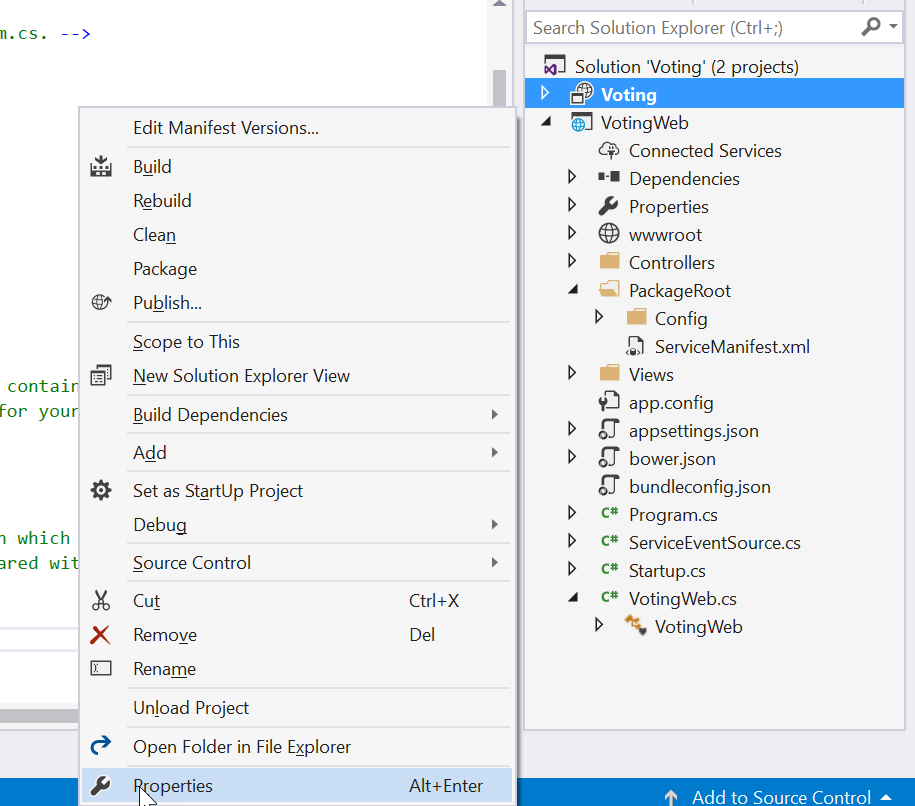 m.cs. -->
contain
for your
n which
ared wit
Edit Manifest Versions...
Build
Rebuild
Clean
Package
Publish...
Scope to This
New Solution Explorer View
Build Dependencies
Add
Set as StartUp Project
Debug
Source Control
Cut Ctrl+X
Remove Del
Rename
Unload Project
Open Folder in File Explorer
Properties Alt+Enter
Search Solution Explorer (Ctrl+;)
Solution 'Voting' (2 projects)
Voting
VotingWeb
Connected Services
Dependencies
Properties
wwwroot
Controllers
PackageRoot
Config
ServiceManifest.xml
Views
app.config
appsettings.json
bower.json
bundleconfig.json
C# Program.cs
C# ServiceEventSource.cs
C# Startup.cs
C# VotingWeb.cs
VotingWeb
Add to Source Control